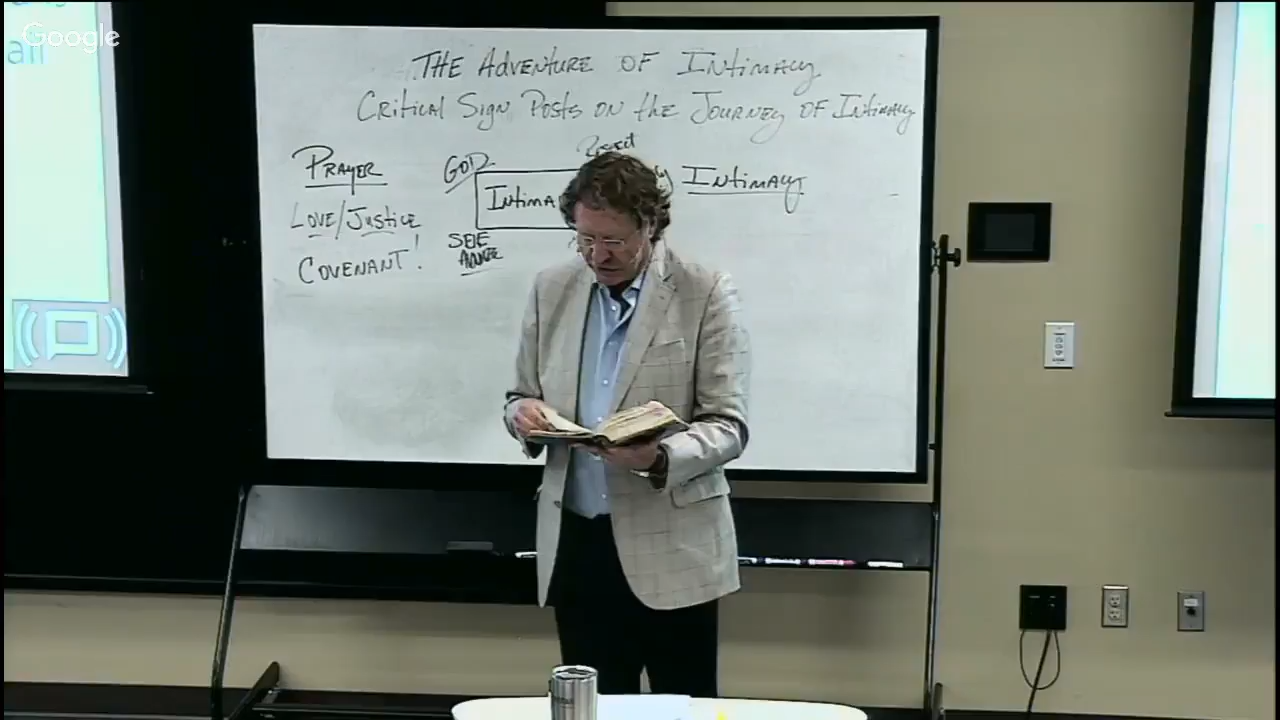 Google
all
THE ADVENTURE OF INTIMACY
CRITICAL SIGN POSTS ON the JOURNEY OF INTIMACY
PRAYER
LOVE/JUSTICE
COVENANT!
GOD
Intima
INTIMACY
SELF